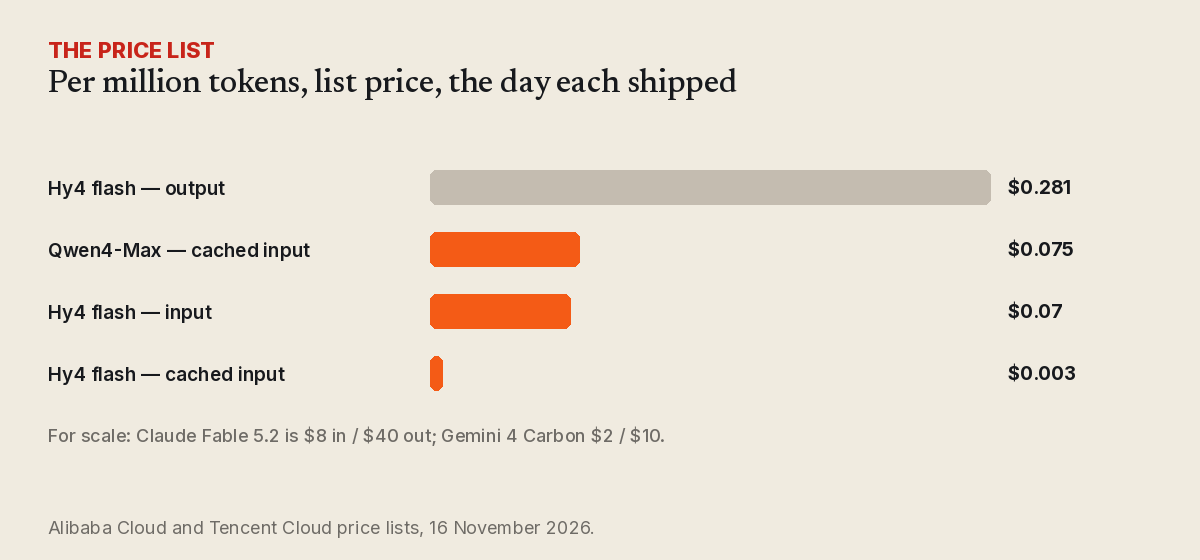 THE PRICE LIST
Per million tokens, list price, the day each shipped
Hy4 flash — output $0.281
Qwen4-Max — cached input $0.075
Hy4 flash — input $0.07
Hy4 flash — cached input $0.003
For scale: Claude Fable 5.2 is $8 in / $40 out; Gemini 4 Carbon $2 / $10.
Alibaba Cloud and Tencent Cloud price lists, 16 November 2026.